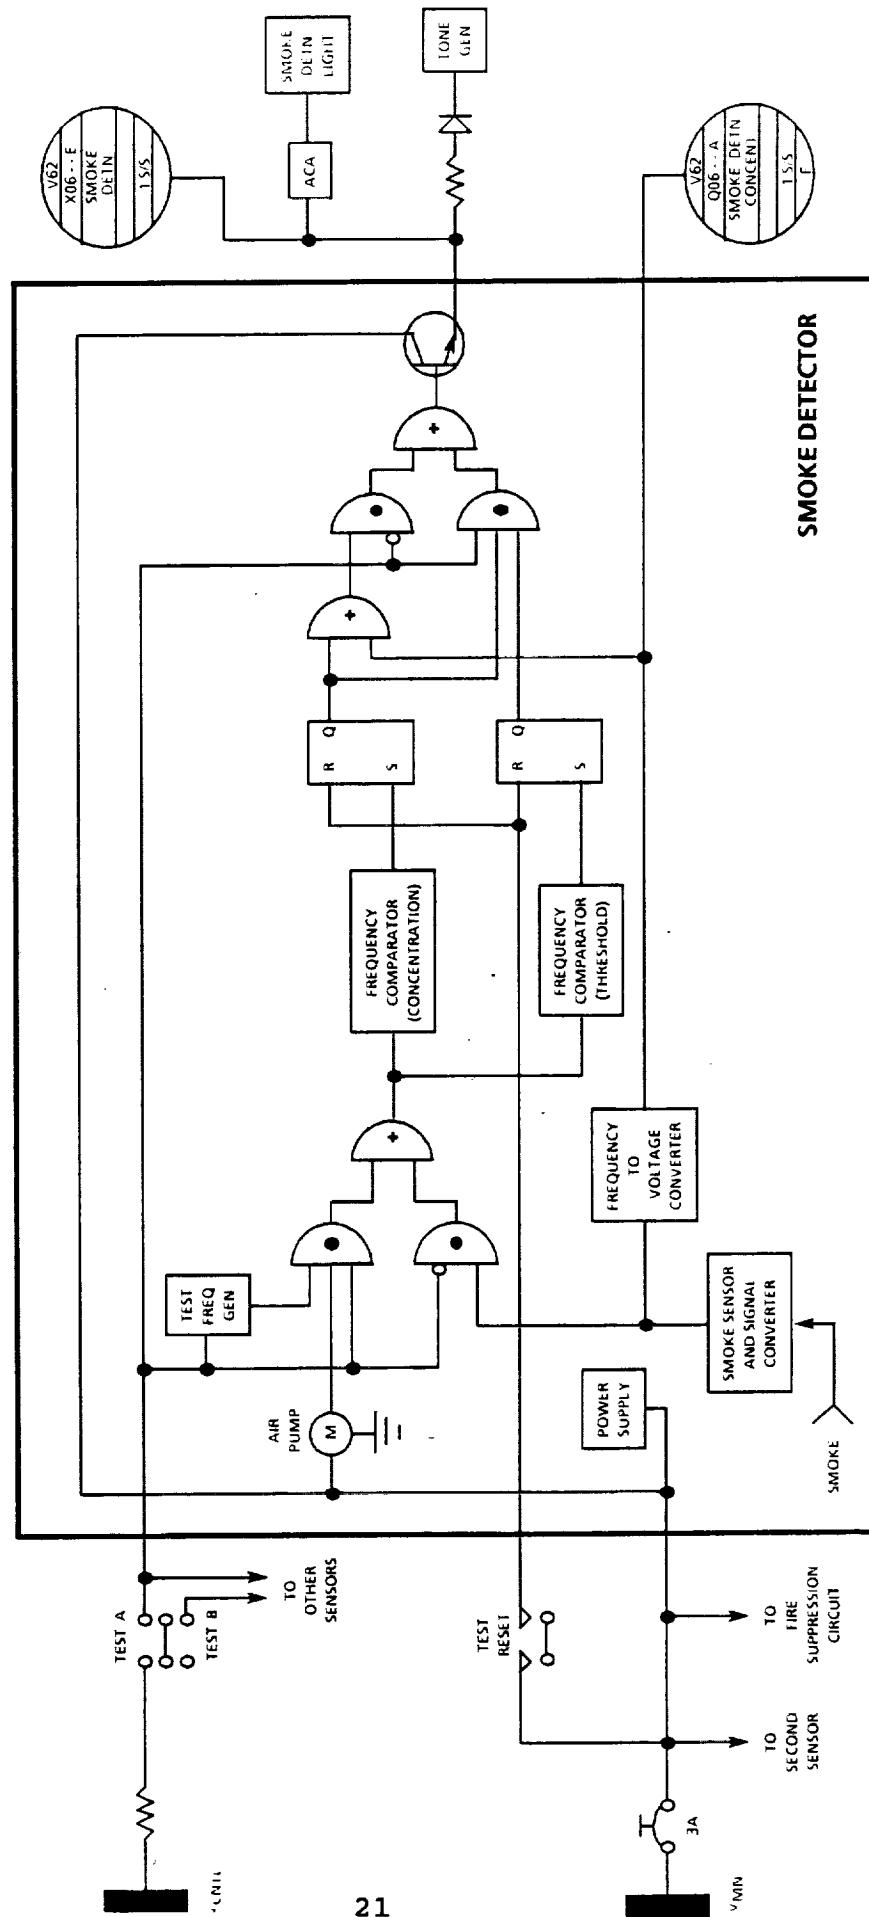 V62
X06 - - E
SMOKE
DETN
1 S/S
SMOKE
DETN
LIGHT
ACA
TONE
GEN
V62
Q06 - - A
SMOKE DETN
CONCENT
1 S/S
F
SMOKE DETECTOR
+
+
R
Q
S
R
Q
S
FREQUENCY
COMPARATOR
(CONCENTRATION)
FREQUENCY
COMPARATOR
(THRESHOLD)
+
FREQUENCY
TO
VOLTAGE
CONVERTER
TEST
FREQ
GEN
SMOKE SENSOR
AND SIGNAL
CONVERTER
AIR
PUMP
M
POWER
SUPPLY
SMOKE
TEST A
TEST B
TO
OTHER
SENSORS
TEST
RESET
TO
FIRE
SUPPRESSION
CIRCUIT
TO
SECOND
SENSOR
3A
21